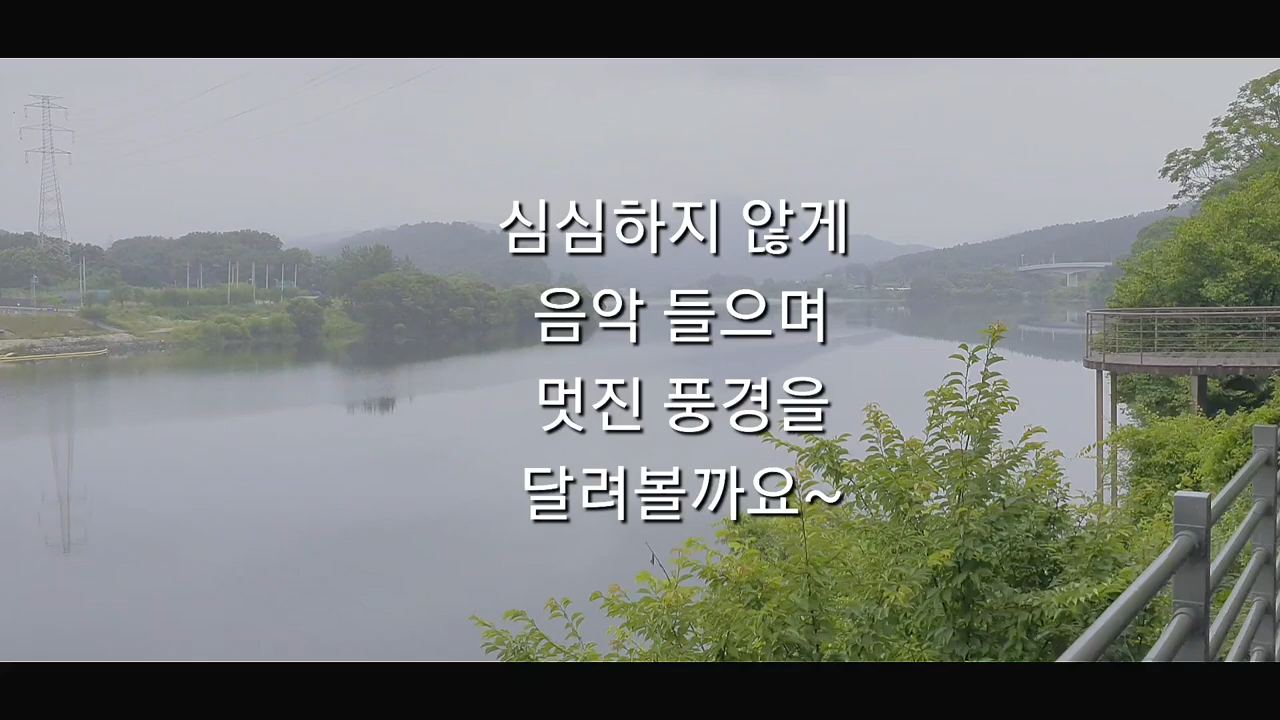 심심하지 않게
음악 들으며
멋진 풍경을
달려볼까요~